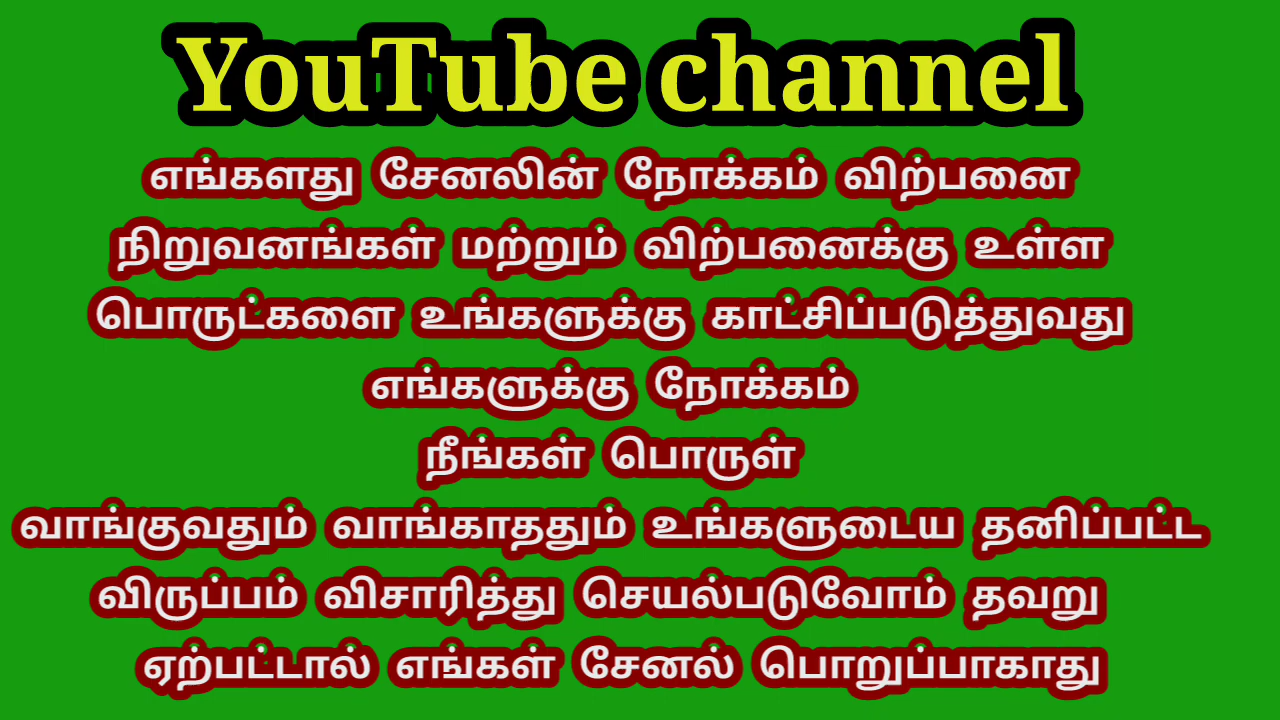 YouTube channel
எங்களது சேனலின் நோக்கம் விற்பனை
நிறுவனங்கள் மற்றும் விற்பனைக்கு உள்ள
பொருட்களை உங்களுக்கு காட்சிப்படுத்துவது
எங்களுக்கு நோக்கம்
நீங்கள் பொருள்
வாங்குவதும் வாங்காததும் உங்களுடைய தனிப்பட்ட
விருப்பம் விசாரித்து செயல்படுவோம் தவறு
ஏற்பட்டால் எங்கள் சேனல் பொறுப்பாகாது